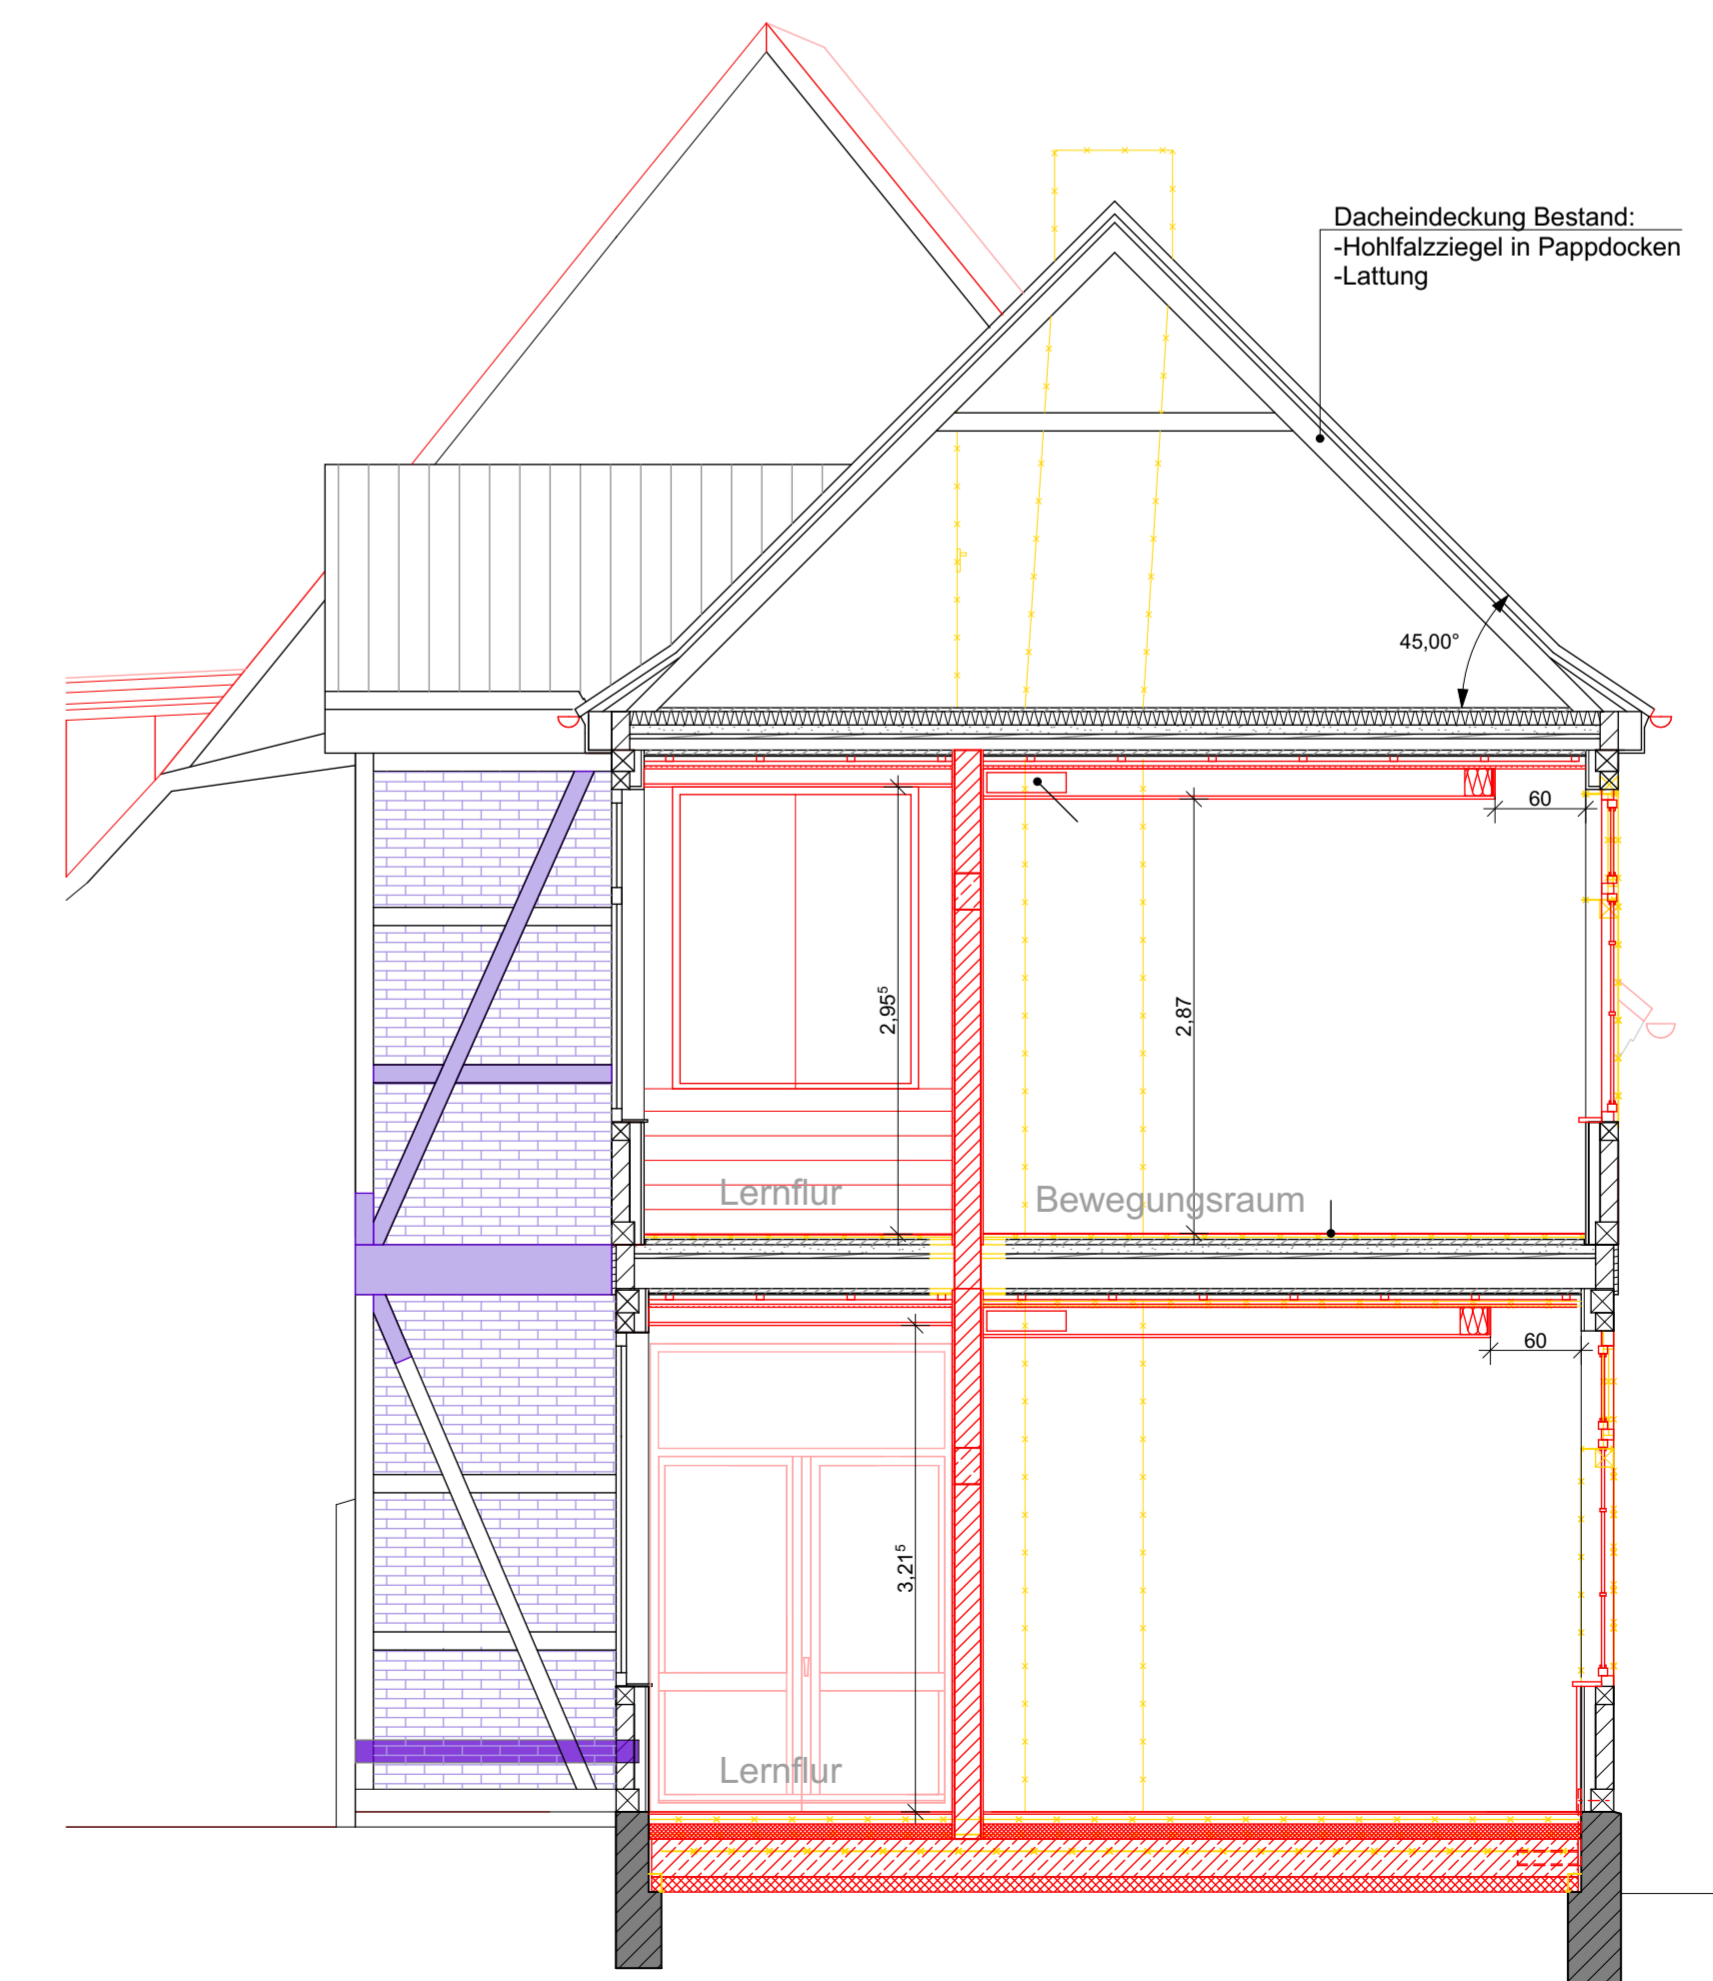 Dacheindeckung Bestand:
-Hohlfalzziegel in Pappdocken
-Lattung
45,00°
60
2,95⁵
2,87
Lernflur
Bewegungsraum
60
3,21⁵
Lernflur